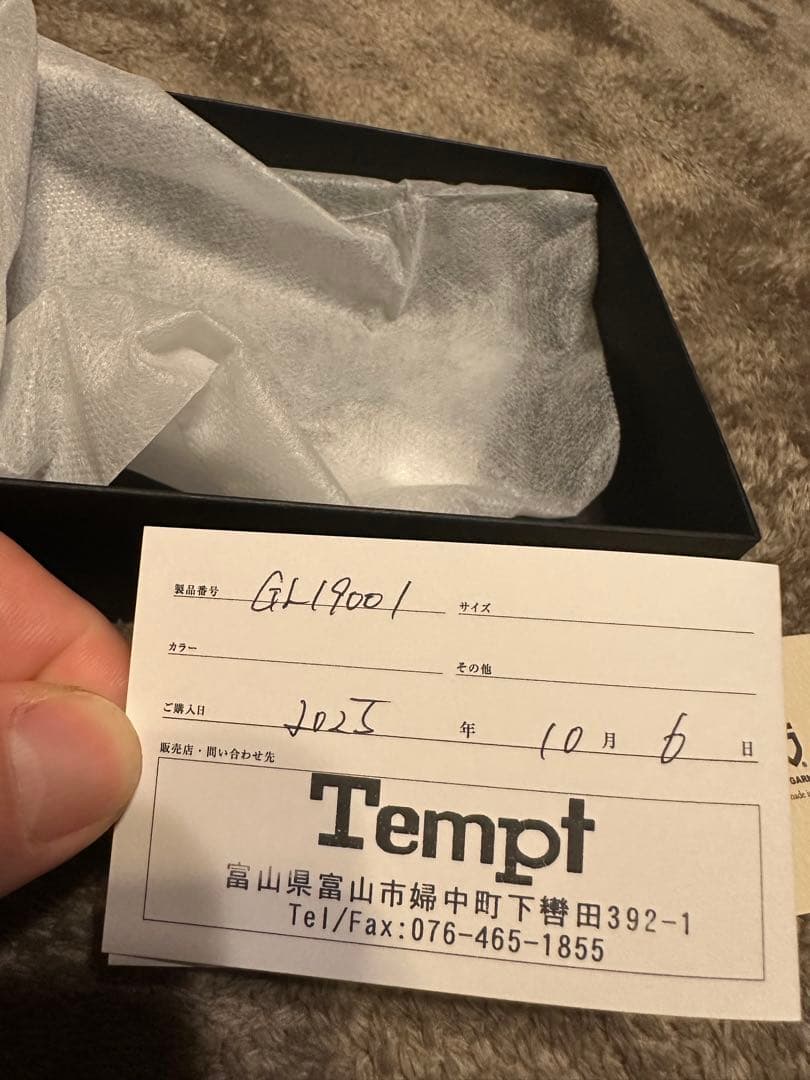 製品番号 GL19001 サイズ
カラー その他
ご購入日 2025 年 10 月 6 日
販売店・問い合わせ先
Tempt
富山県富山市婦中町下轡田392-1
Tel/Fax:076-465-1855
GAR
made i